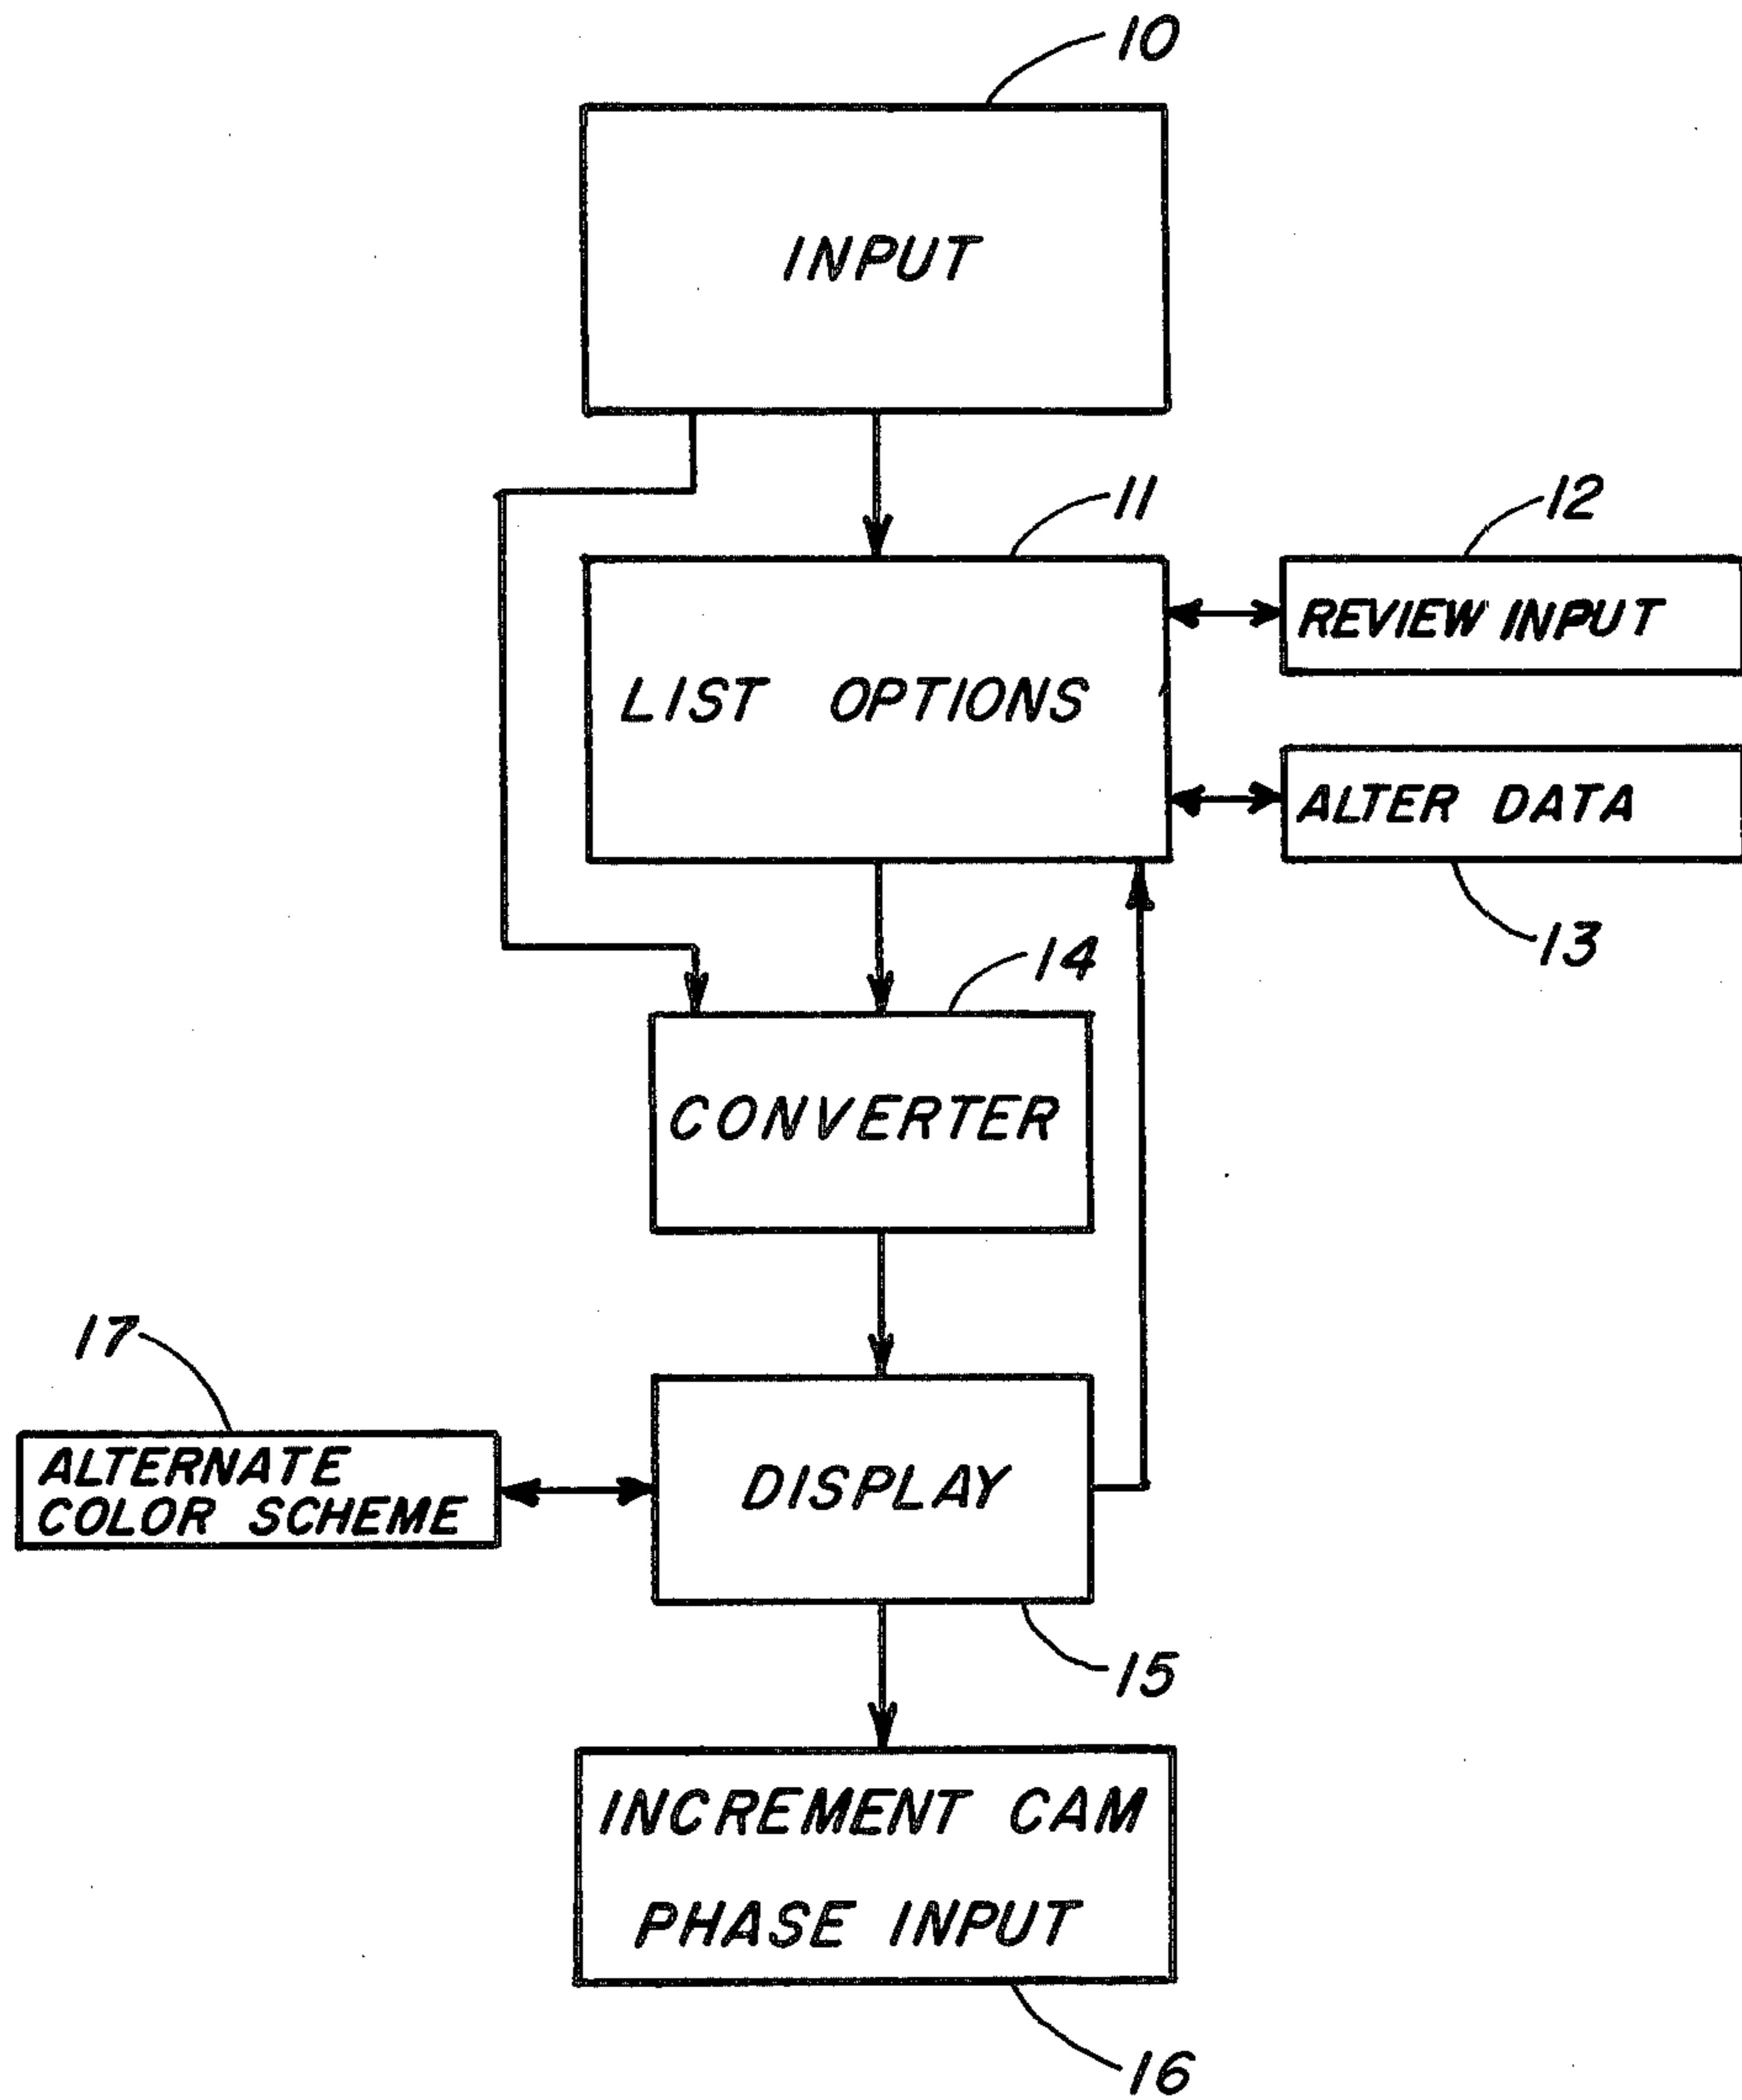 10
INPUT
11
12
REVIEW INPUT
LIST OPTIONS
ALTER DATA
13
14
CONVERTER
17
ALTERNATE
COLOR SCHEME
DISPLAY
15
INCREMENT CAM
PHASE INPUT
16